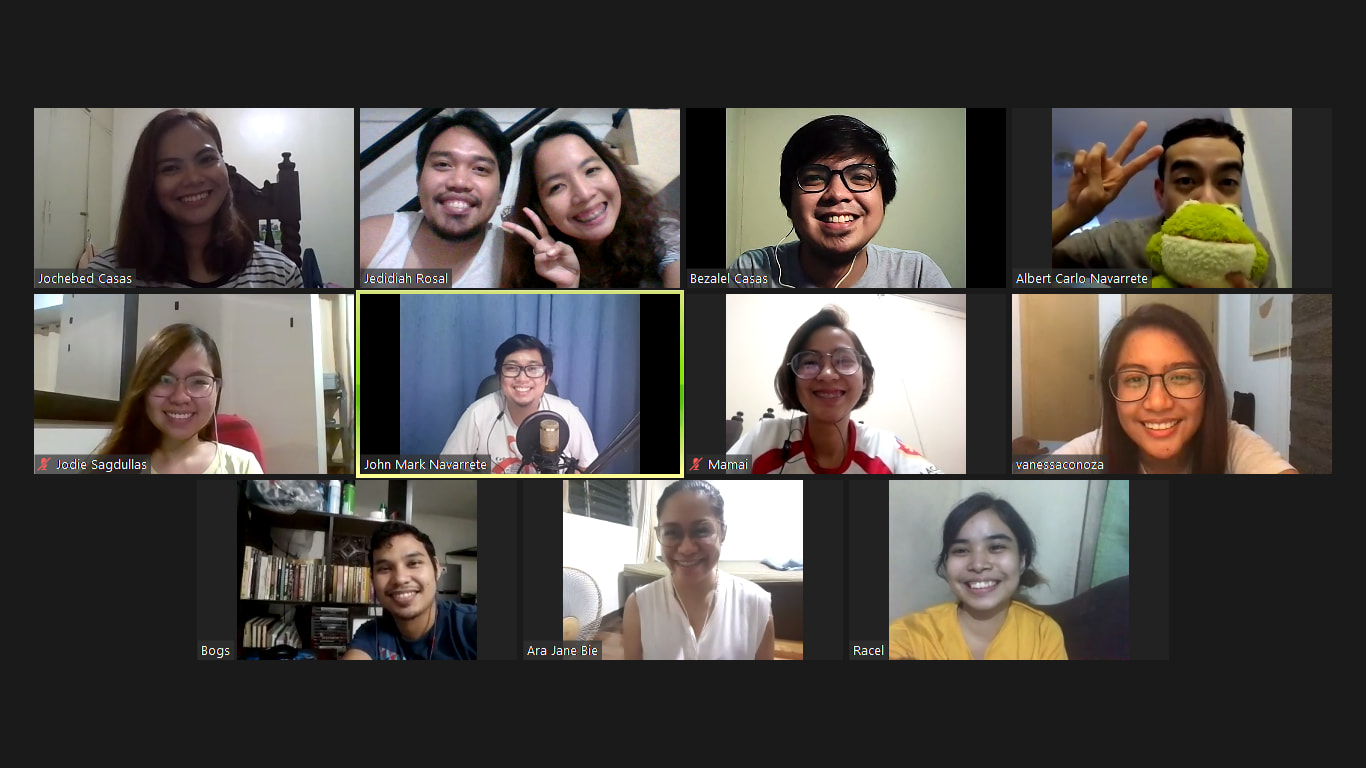 Jochebed Casas
Jedidiah Rosal
Bezalel Casas
Albert Carlo Navarrete
Jodie Sagdullas
John Mark Navarrete
Mamai
vanessaconoza
Bogs
Ara Jane Bie
Racel